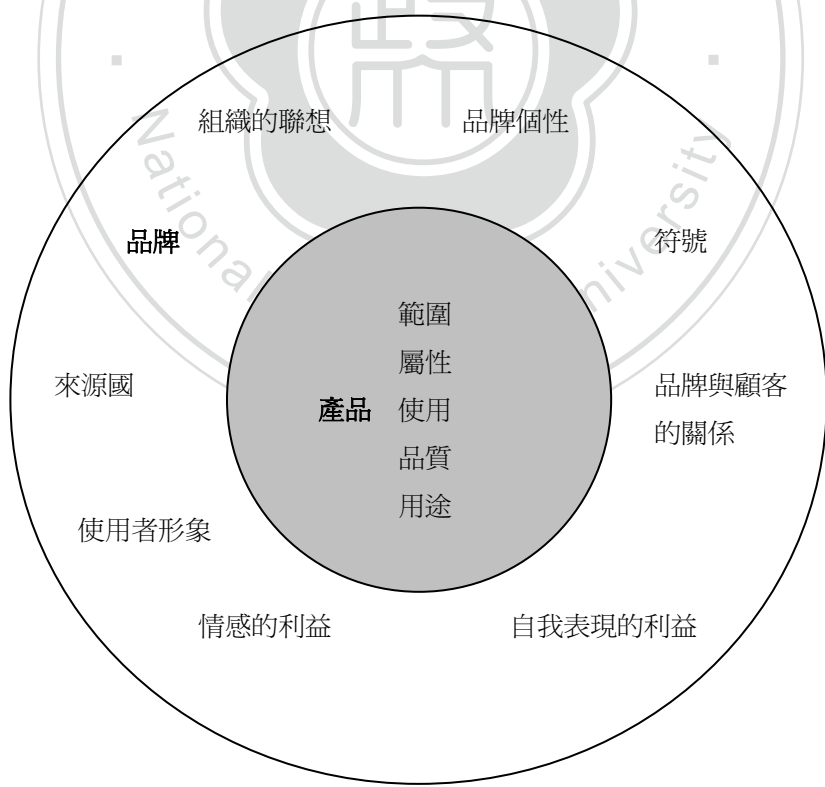 組織的聯想
品牌個性
品牌
符號
範圍
屬性
產品 使用
品質
用途
來源國
品牌與顧客
的關係
使用者形象
情感的利益
自我表現的利益
National
University